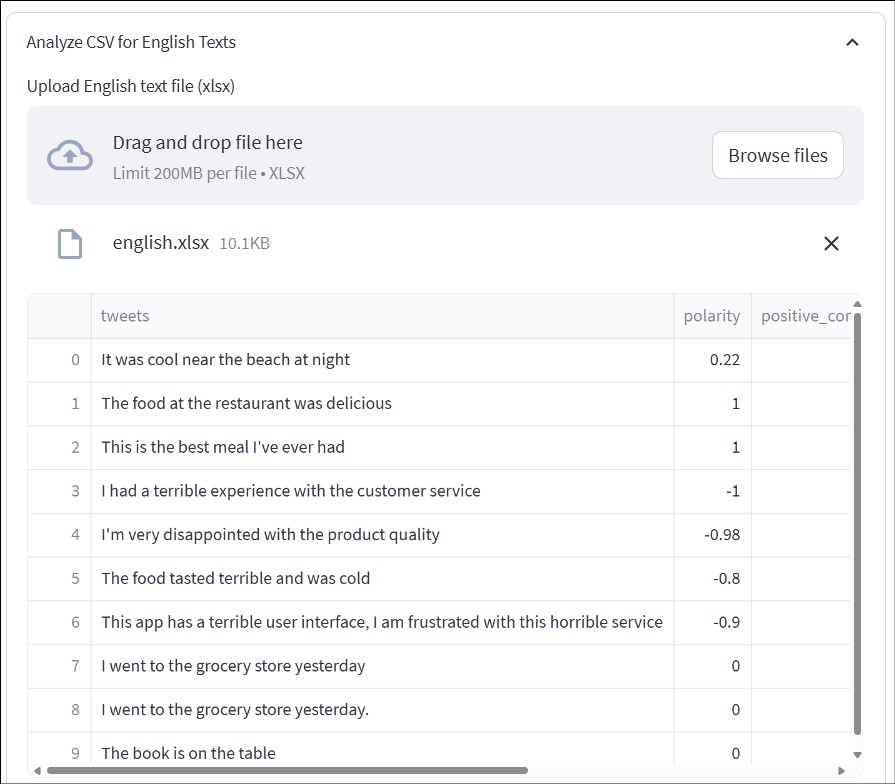 Analyze CSV for English Texts
Upload English text file (xlsx)
Drag and drop file here
Limit 200MB per file • XLSX
Browse files
english.xlsx 10.1KB
tweets polarity positive_cor
0 It was cool near the beach at night 0.22
1 The food at the restaurant was delicious 1
2 This is the best meal I've ever had 1
3 I had a terrible experience with the customer service -1
4 I'm very disappointed with the product quality -0.98
5 The food tasted terrible and was cold -0.8
6 This app has a terrible user interface, I am frustrated with this horrible service -0.9
7 I went to the grocery store yesterday 0
8 I went to the grocery store yesterday. 0
9 The book is on the table 0